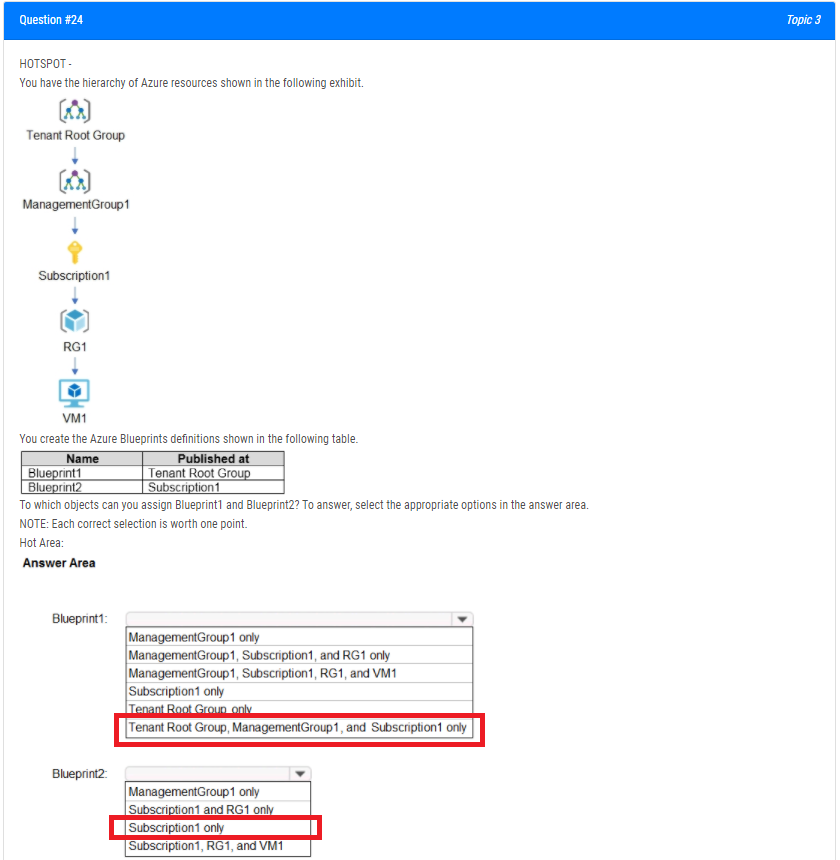 Question #24
Topic 3
HOTSPOT -
You have the hierarchy of Azure resources shown in the following exhibit.
Tenant Root Group
ManagementGroup1
Subscription1
RG1
VM1
You create the Azure Blueprints definitions shown in the following table.
Name Published at
Blueprint1 Tenant Root Group
Blueprint2 Subscription1
To which objects can you assign Blueprint1 and Blueprint2? To answer, select the appropriate options in the answer area.
NOTE: Each correct selection is worth one point.
Hot Area:
Answer Area
Blueprint1:
ManagementGroup1 only
ManagementGroup1, Subscription1, and RG1 only
ManagementGroup1, Subscription1, RG1, and VM1
Subscription1 only
Tenant Root Group only
Tenant Root Group, ManagementGroup1, and Subscription1 only
Blueprint2:
ManagementGroup1 only
Subscription1 and RG1 only
Subscription1 only
Subscription1, RG1, and VM1